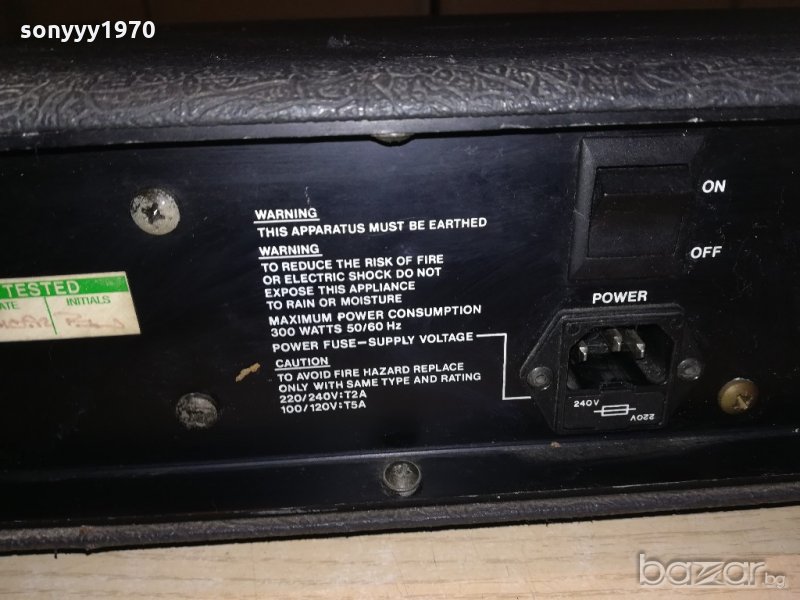 sonyyy1970
WARNING
THIS APPARATUS MUST BE EARTHED
WARNING
TO REDUCE THE RISK OF FIRE
OR ELECTRIC SHOCK DO NOT
EXPOSE THIS APPLIANCE
TO RAIN OR MOISTURE
MAXIMUM POWER CONSUMPTION
300 WATTS 50/60 Hz
POWER FUSE-SUPPLY VOLTAGE
CAUTION
TO AVOID FIRE HAZARD REPLACE
ONLY WITH SAME TYPE AND RATING
220/240V:T2A
100/120V:T5A
TESTED
INITIALS
ON
OFF
POWER
240V
220V
bazar.bg